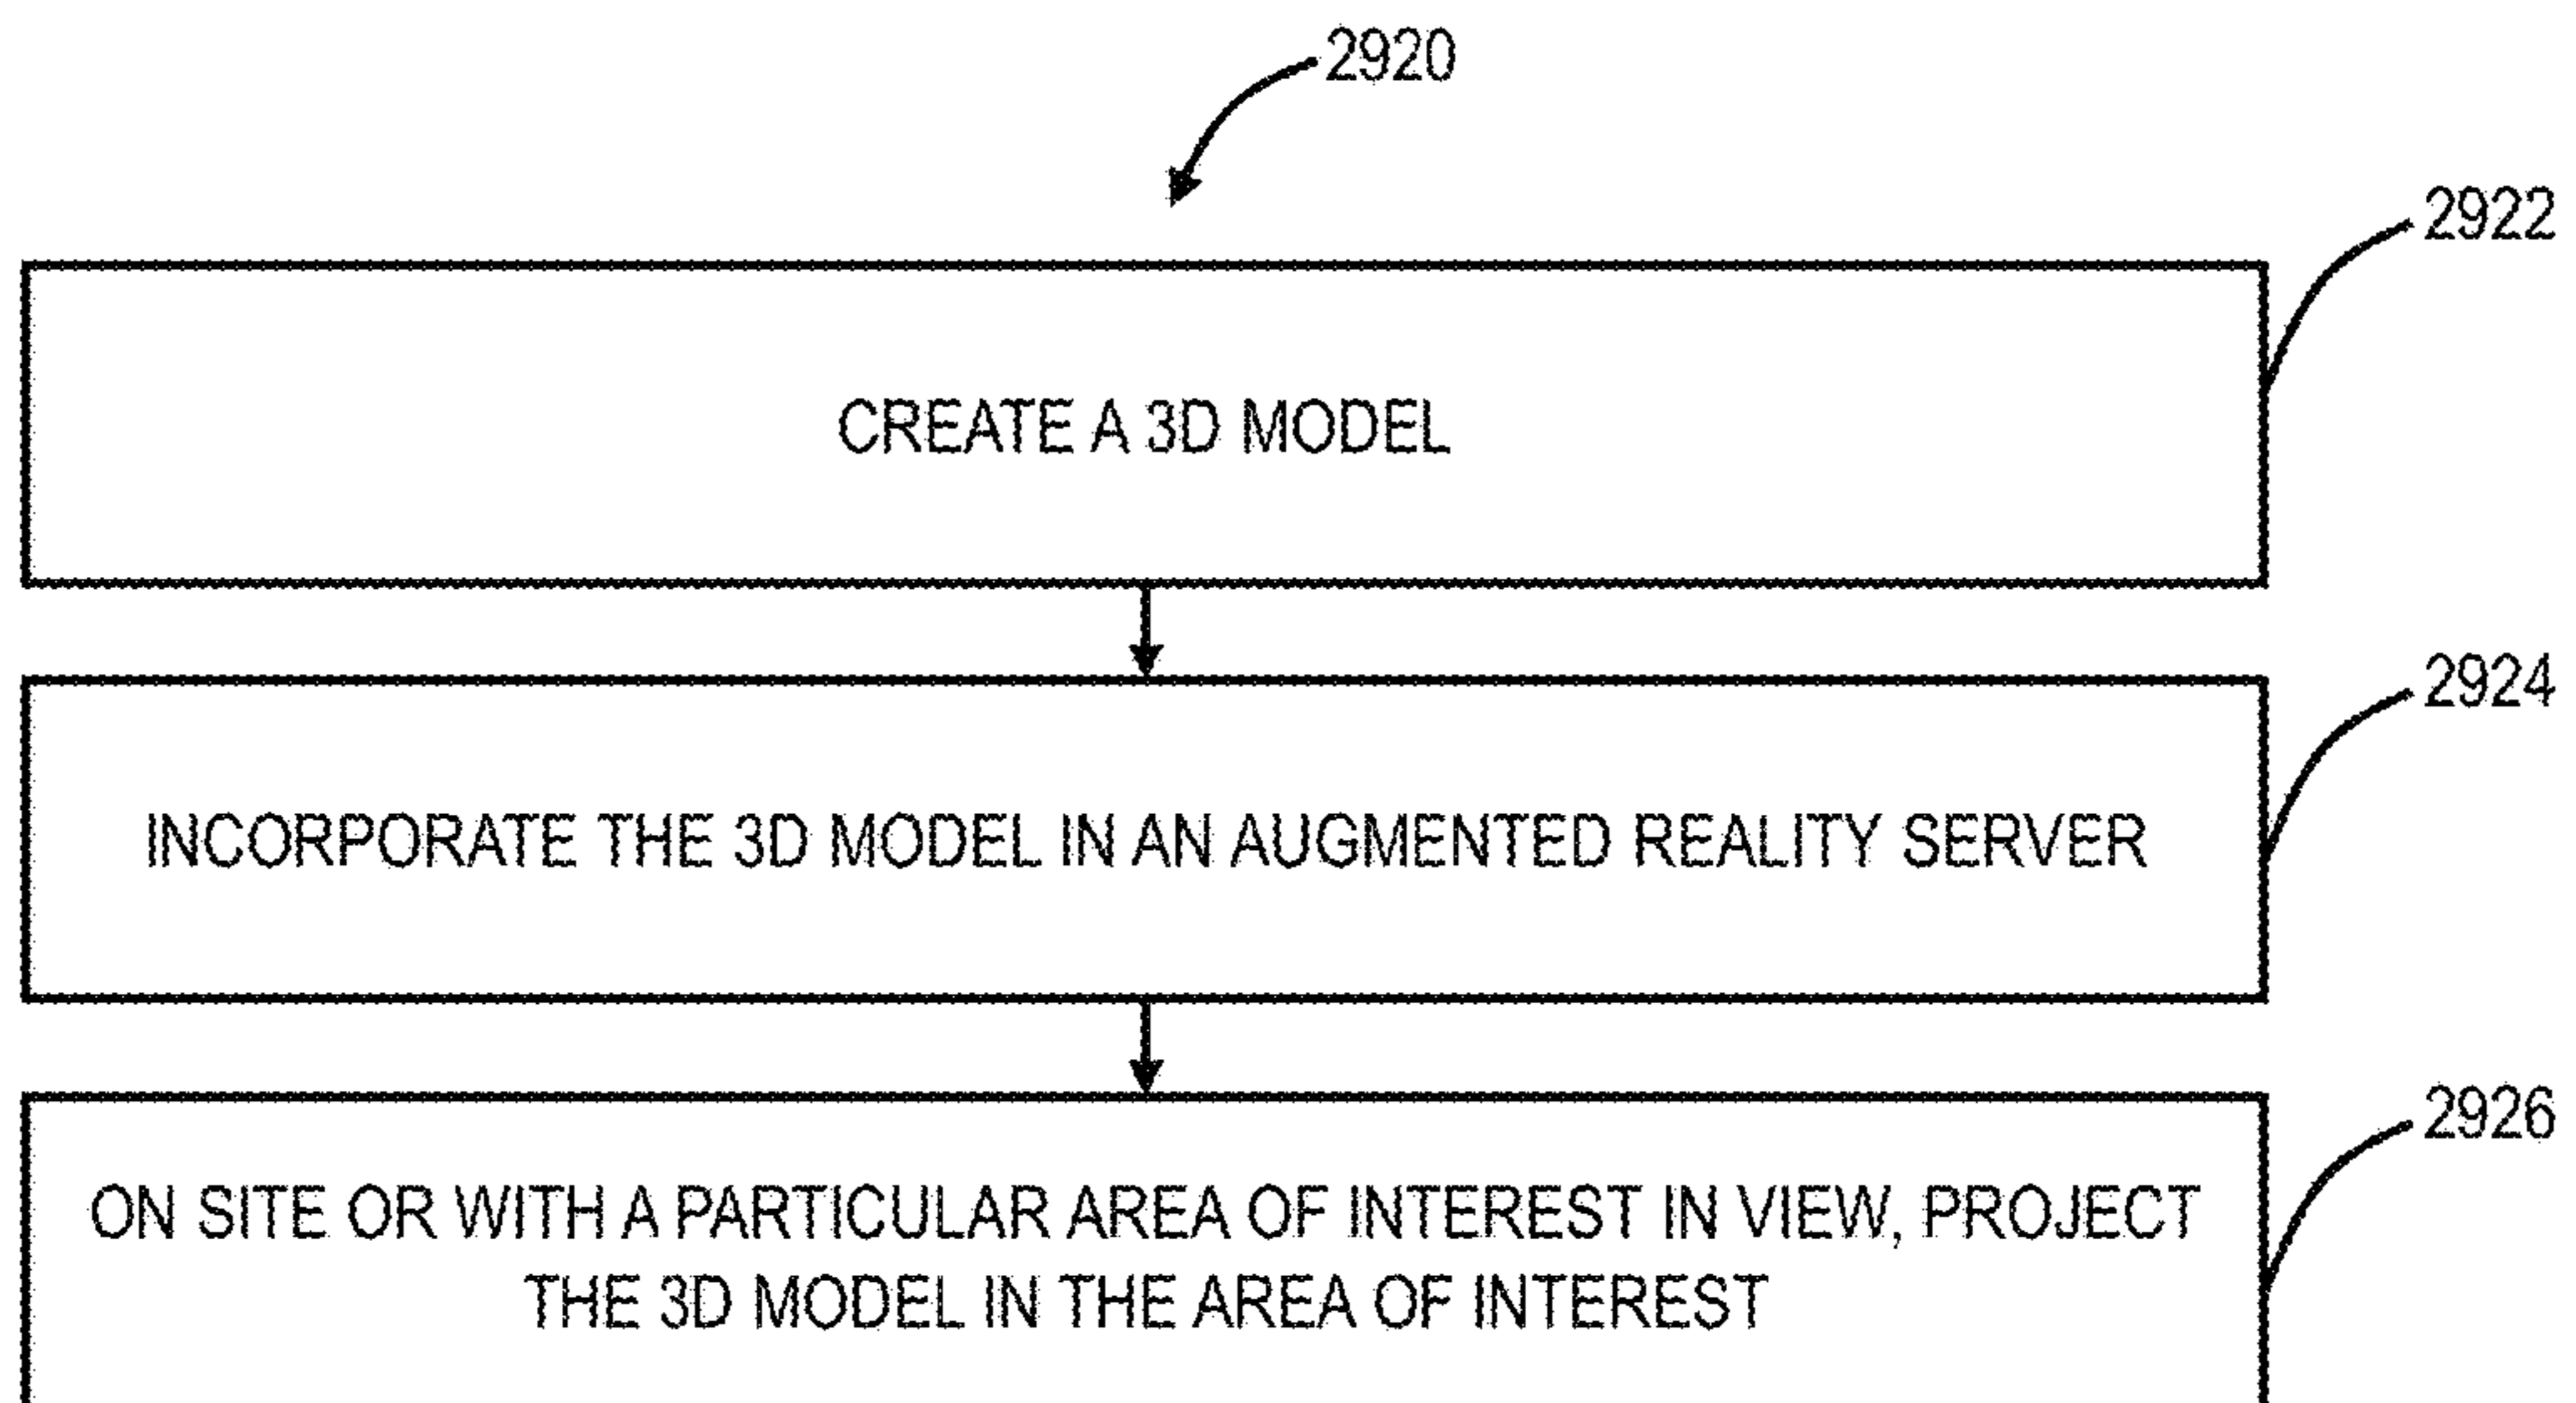 2920
2922
CREATE A 3D MODEL
2924
INCORPORATE THE 3D MODEL IN AN AUGMENTED REALITY SERVER
2926
ON SITE OR WITH A PARTICULAR AREA OF INTEREST IN VIEW, PROJECT
THE 3D MODEL IN THE AREA OF INTEREST